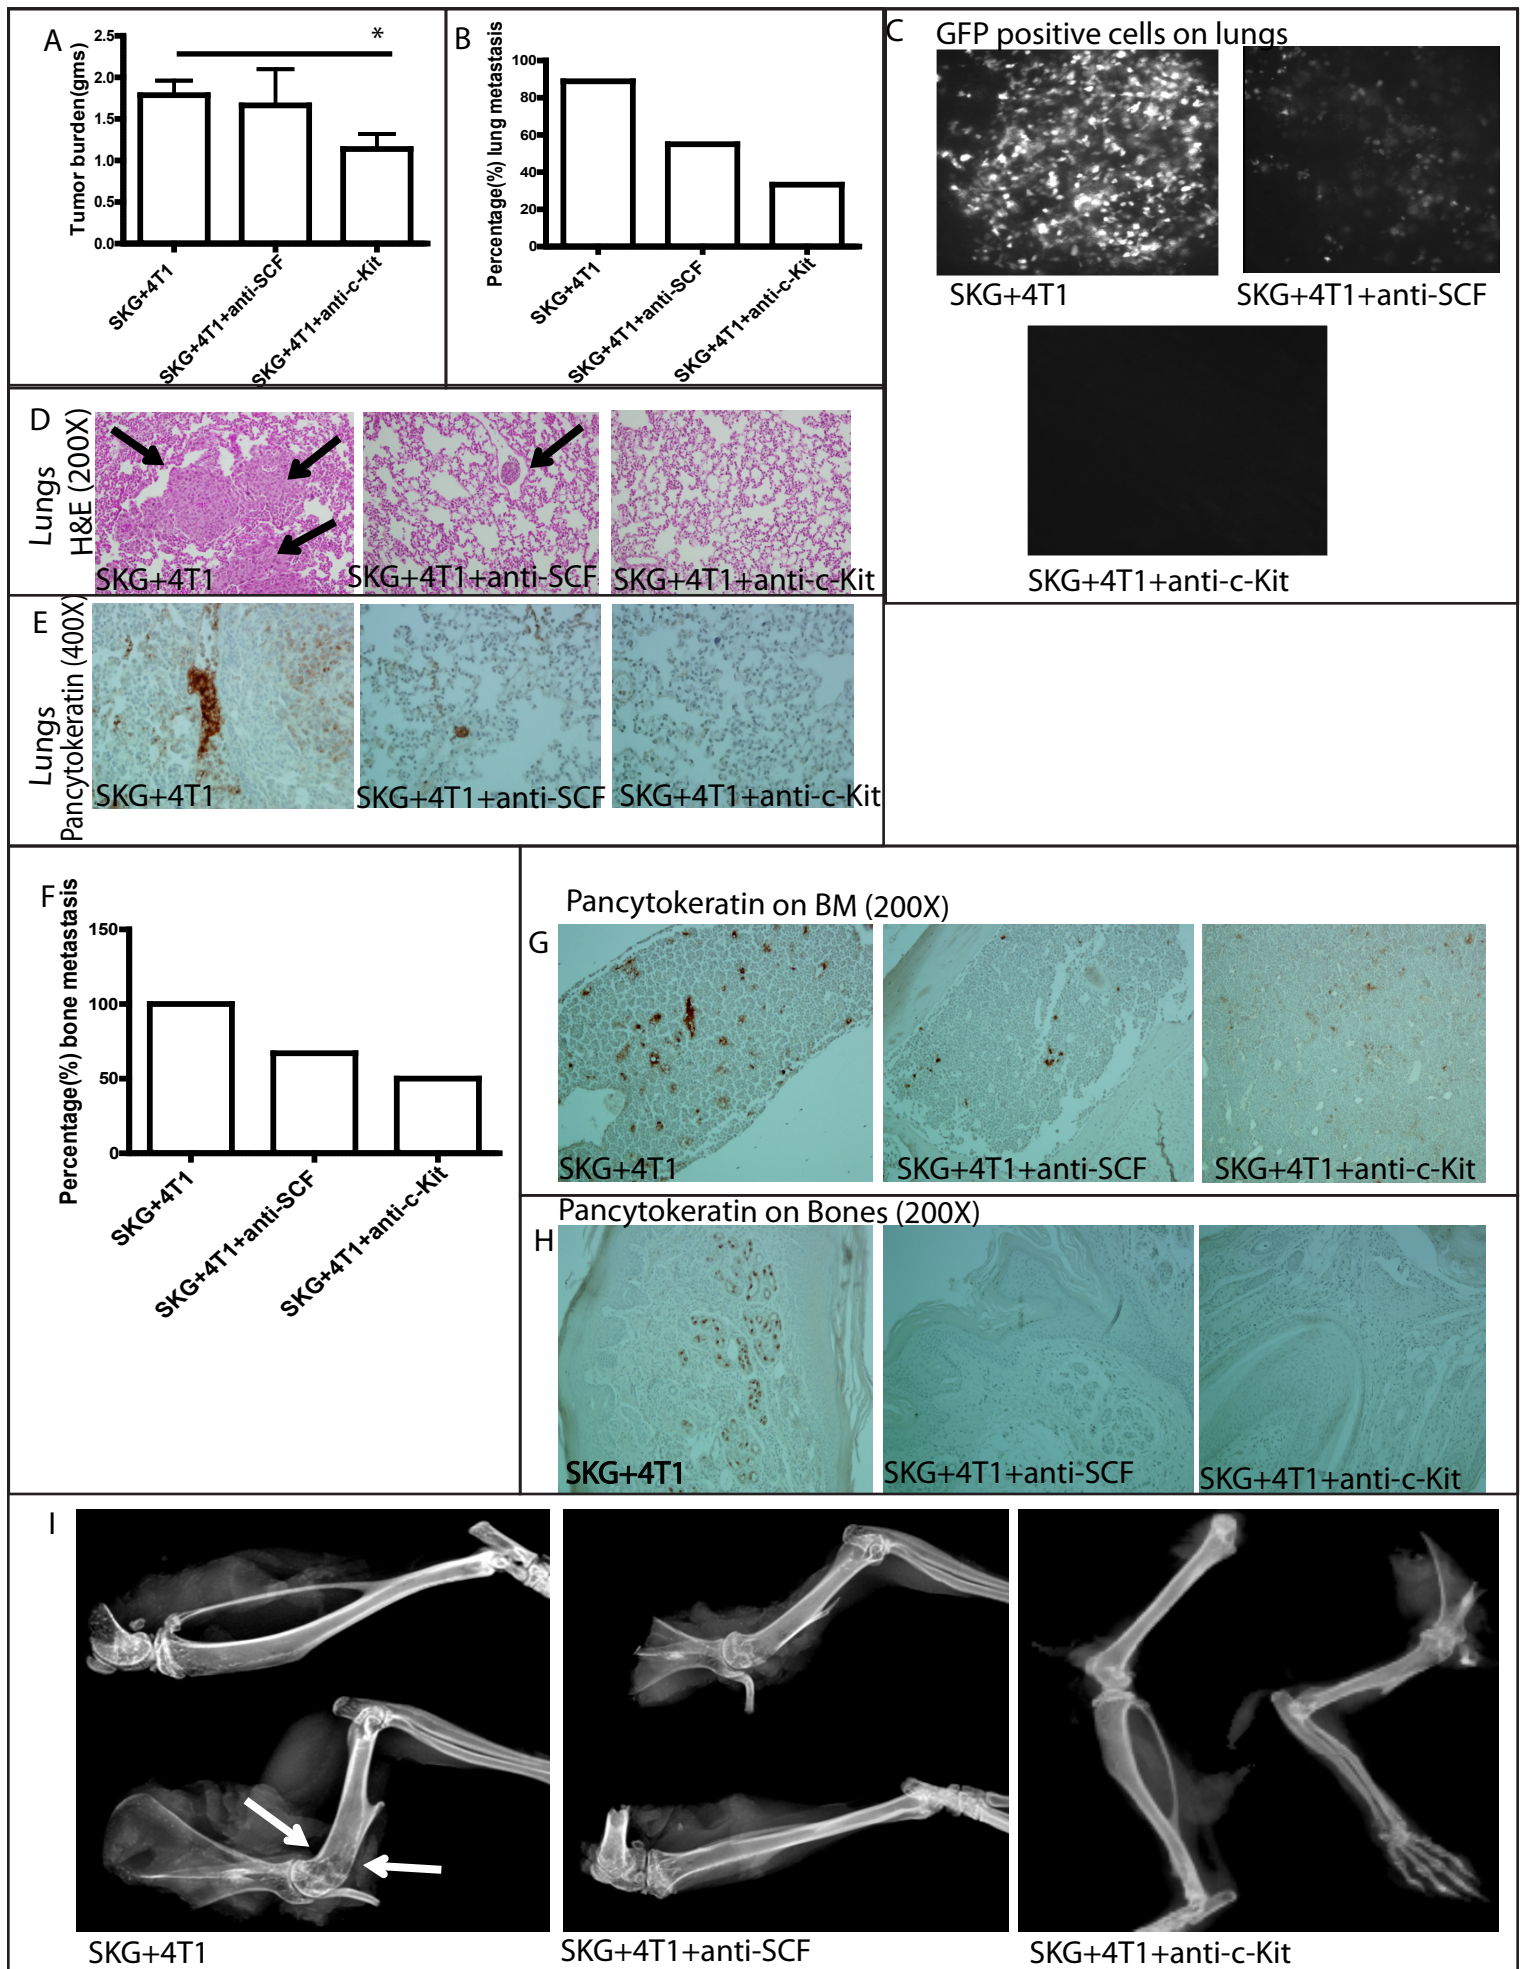 A
Tumor burden(gms)
2.5
2.0
1.5
1.0
0.5
0.0
*
SKG+4T1
SKG+4T1+anti-SCF
SKG+4T1+anti-c-Kit
B
Percentage(%) lung metastasis
100
80
60
40
20
0
SKG+4T1
SKG+4T1+anti-SCF
SKG+4T1+anti-c-Kit
C
GFP positive cells on lungs
SKG+4T1
SKG+4T1+anti-SCF
SKG+4T1+anti-c-Kit
D
Lungs
H&E (200X)
SKG+4T1
SKG+4T1+anti-SCF
SKG+4T1+anti-c-Kit
E
Lungs
Pancytokeratin (400X)
SKG+4T1
SKG+4T1+anti-SCF
SKG+4T1+anti-c-Kit
F
Percentage(%) bone metastasis
150
100
50
0
SKG+4T1
SKG+4T1+anti-SCF
SKG+4T1+anti-c-Kit
Pancytokeratin on BM (200X)
G
SKG+4T1
SKG+4T1+anti-SCF
SKG+4T1+anti-c-Kit
Pancytokeratin on Bones (200X)
H
SKG+4T1
SKG+4T1+anti-SCF
SKG+4T1+anti-c-Kit
I
SKG+4T1
SKG+4T1+anti-SCF
SKG+4T1+anti-c-Kit